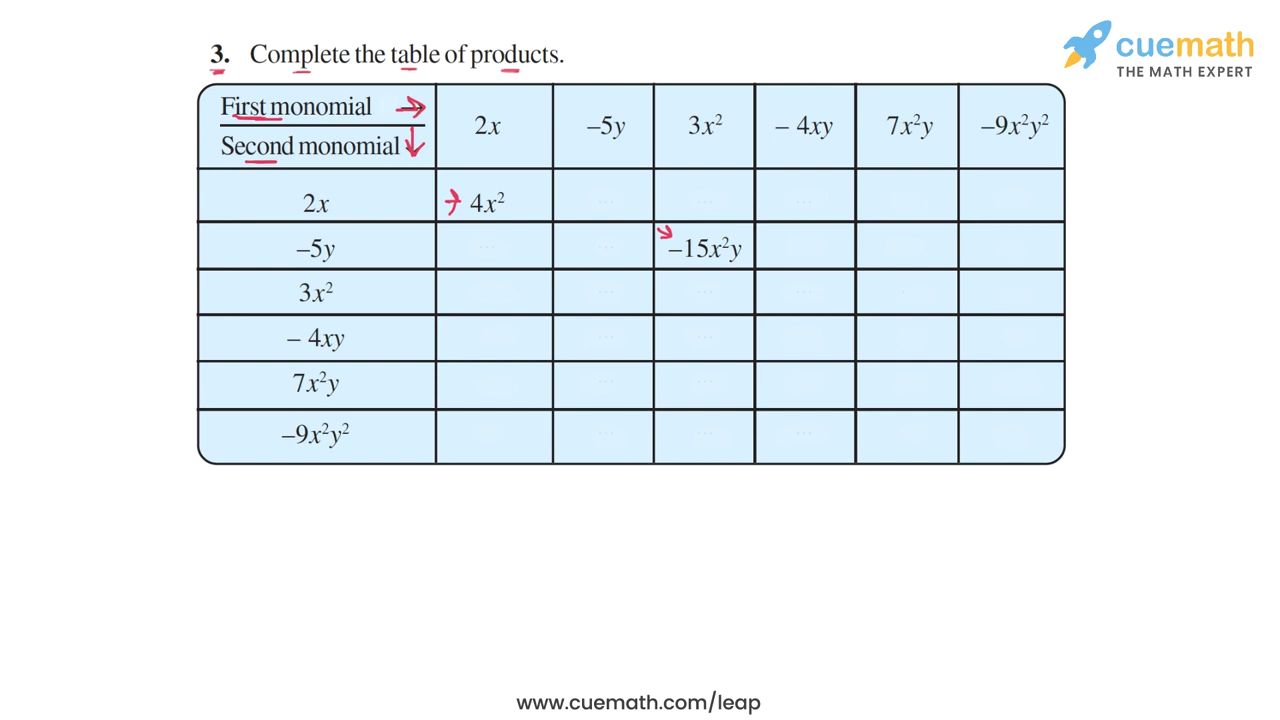 cuemath
THE MATH EXPERT
3. Complete the table of products.
First monomial → 2x –5y 3x² – 4xy 7x²y –9x²y²
Second monomial ↓
2x 4x² ... ... ...
–5y ... ... –15x²y
3x² ... ... ...
– 4xy ... ...
7x²y ... ...
–9x²y² ... ... ...
www.cuemath.com/leap